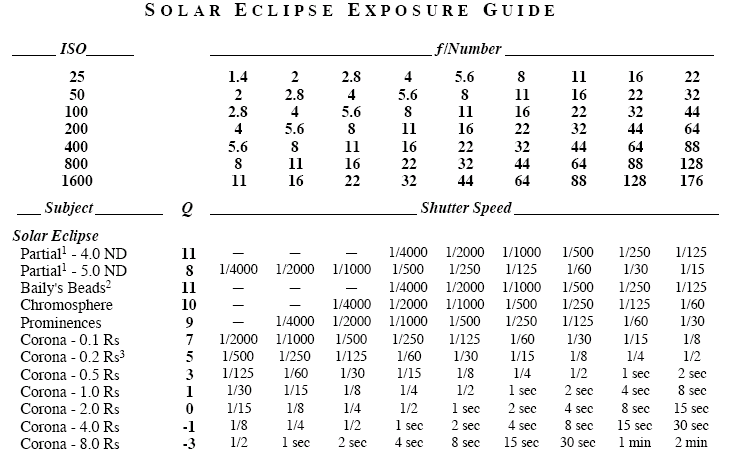 SOLAR ECLIPSE EXPOSURE GUIDE
ISO f/Number
25 1.4 2 2.8 4 5.6 8 11 16 22
50 2 2.8 4 5.6 8 11 16 22 32
100 2.8 4 5.6 8 11 16 22 32 44
200 4 5.6 8 11 16 22 32 44 64
400 5.6 8 11 16 22 32 44 64 88
800 8 11 16 22 32 44 64 88 128
1600 11 16 22 32 44 64 88 128 176
Subject Q Shutter Speed
Solar Eclipse
Partial¹ - 4.0 ND 11 — — — 1/4000 1/2000 1/1000 1/500 1/250 1/125
Partial¹ - 5.0 ND 8 1/4000 1/2000 1/1000 1/500 1/250 1/125 1/60 1/30 1/15
Baily's Beads² 11 — — — 1/4000 1/2000 1/1000 1/500 1/250 1/125
Chromosphere 10 — — 1/4000 1/2000 1/1000 1/500 1/250 1/125 1/60
Prominences 9 — 1/4000 1/2000 1/1000 1/500 1/250 1/125 1/60 1/30
Corona - 0.1 Rs 7 1/2000 1/1000 1/500 1/250 1/125 1/60 1/30 1/15 1/8
Corona - 0.2 Rs³ 5 1/500 1/250 1/125 1/60 1/30 1/15 1/8 1/4 1/2
Corona - 0.5 Rs 3 1/125 1/60 1/30 1/15 1/8 1/4 1/2 1 sec 2 sec
Corona - 1.0 Rs 1 1/30 1/15 1/8 1/4 1/2 1 sec 2 sec 4 sec 8 sec
Corona - 2.0 Rs 0 1/15 1/8 1/4 1/2 1 sec 2 sec 4 sec 8 sec 15 sec
Corona - 4.0 Rs -1 1/8 1/4 1/2 1 sec 2 sec 4 sec 8 sec 15 sec 30 sec
Corona - 8.0 Rs -3 1/2 1 sec 2 sec 4 sec 8 sec 15 sec 30 sec 1 min 2 min